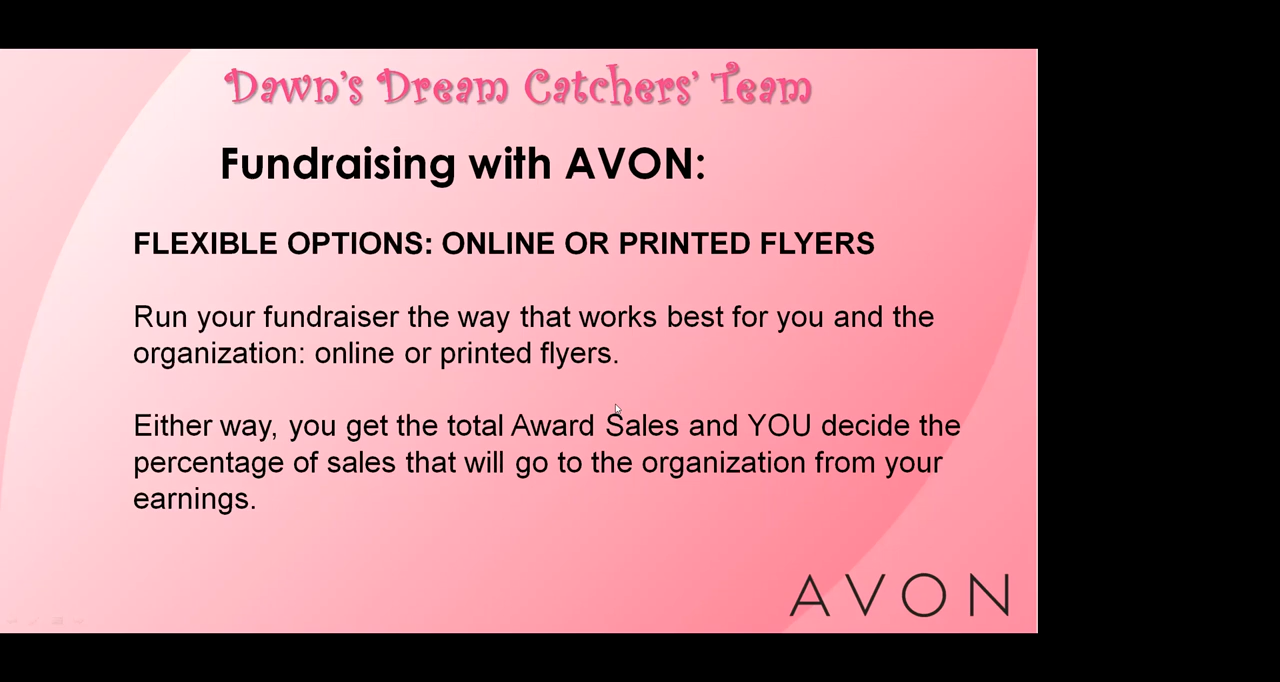 Dawn's Dream Catchers' Team
Fundraising with AVON:
FLEXIBLE OPTIONS: ONLINE OR PRINTED FLYERS
Run your fundraiser the way that works best for you and the
organization: online or printed flyers.
Either way, you get the total Award Sales and YOU decide the
percentage of sales that will go to the organization from your
earnings.
AVON